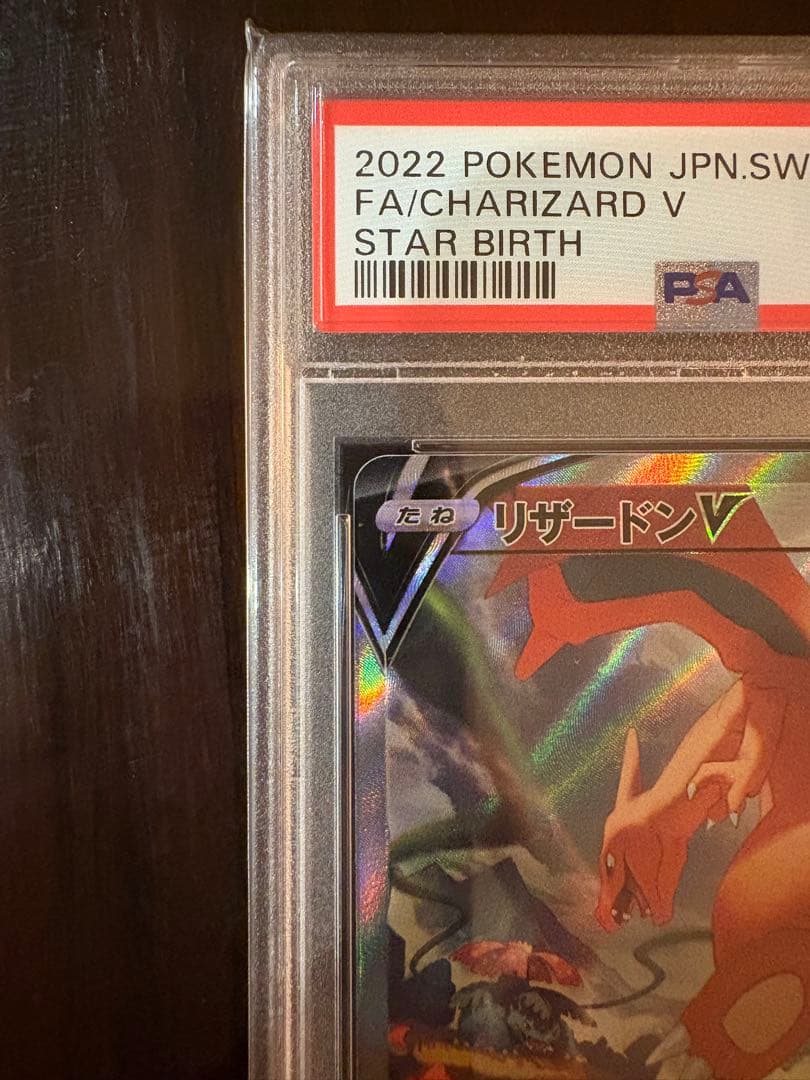 2022 POKEMON JPN.SW
FA/CHARIZARD V
STAR BIRTH
PSA
たね リザードンV